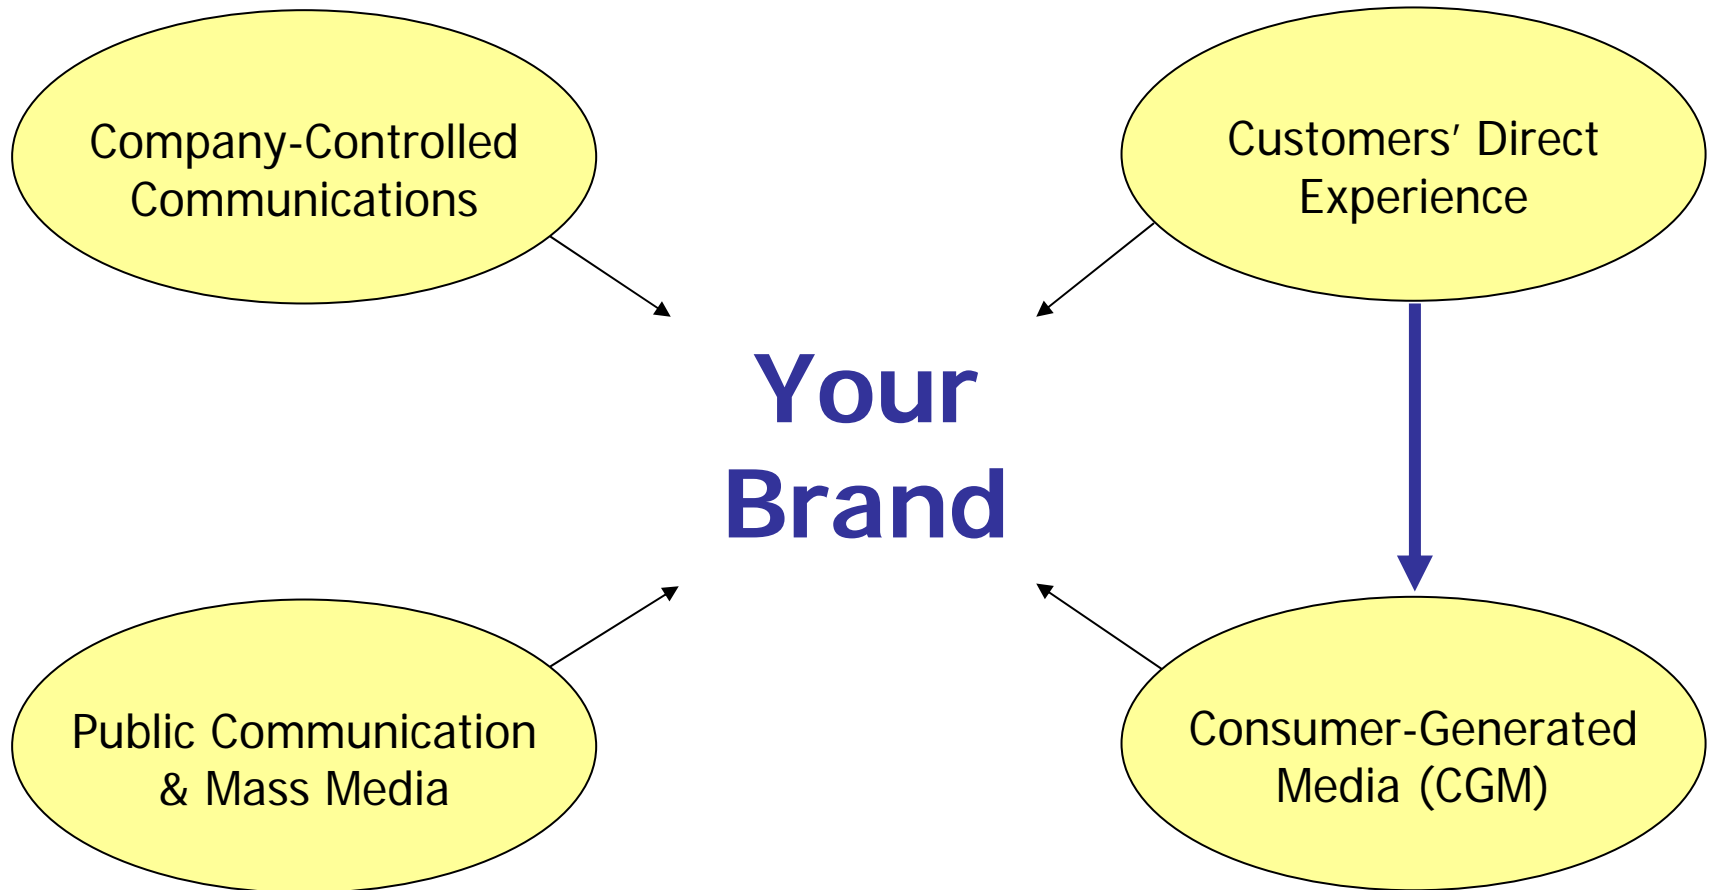 Company-Controlled
Communications
Customers’ Direct
Experience
Your
Brand
Public Communication
& Mass Media
Consumer-Generated
Media (CGM)